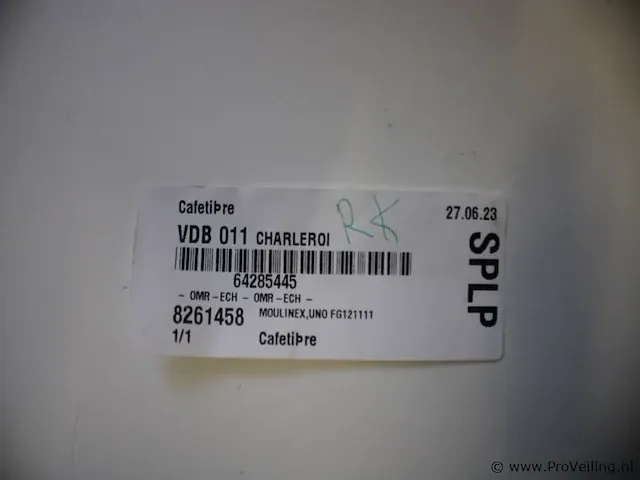 CafetiÞre
27.06.23
RK
VDB 011 CHARLEROI
SPLP
64285445
- OMR-ECH - OMR-ECH -
8261458 MOULINEX,UNO FG121111
1/1 CafetiÞre
© www.ProVeiling.nl